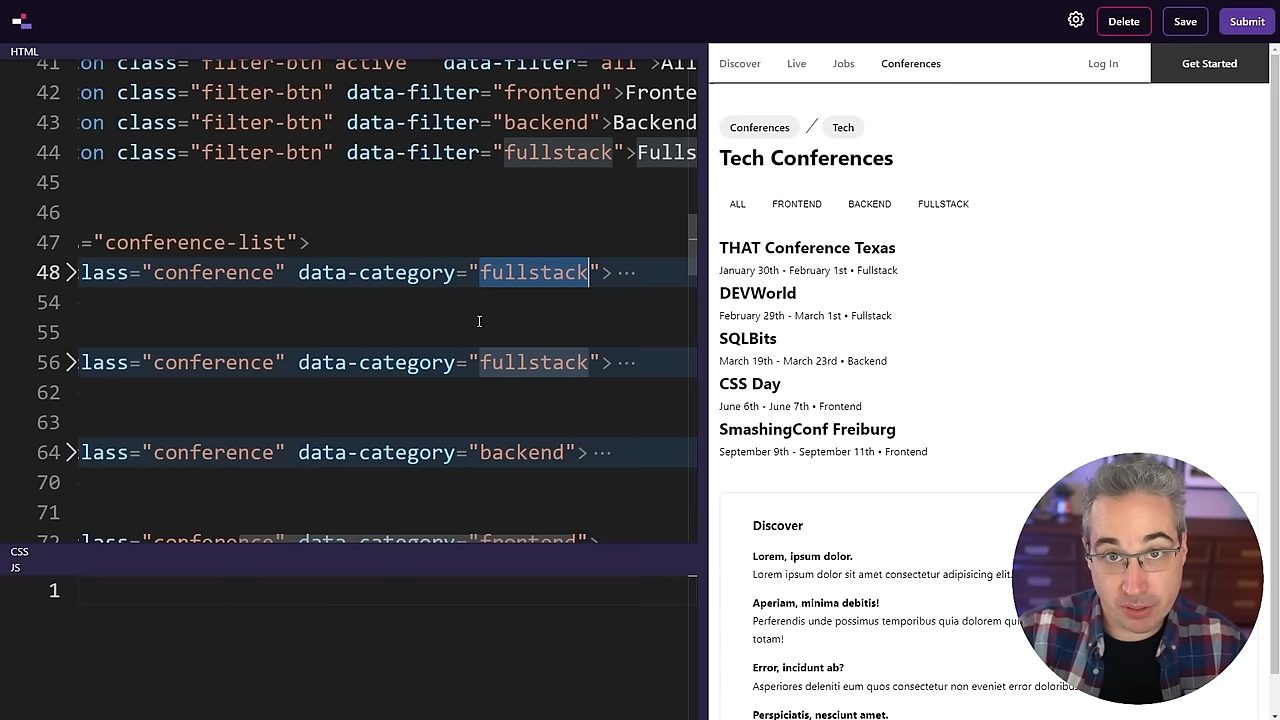 Delete Save Submit
HTML
41 on class="filter-btn active" data-filter="all">All
42 :on class="filter-btn" data-filter="frontend">Fronte
43 :on class="filter-btn" data-filter="backend">Backend
44 :on class="filter-btn" data-filter="fullstack">Fulls
45
46
47 .="conference-list">
48 lass="conference" data-category="fullstack">···
54
55
56 lass="conference" data-category="fullstack">···
62
63
64 lass="conference" data-category="backend">···
70
71
72 lass="conference" data-category="frontend">
CSS
JS
1
Discover Live Jobs Conferences Log In Get Started
Conferences / Tech
Tech Conferences
ALL FRONTEND BACKEND FULLSTACK
THAT Conference Texas
January 30th - February 1st • Fullstack
DEVWorld
February 29th - March 1st • Fullstack
SQLBits
March 19th - March 23rd • Backend
CSS Day
June 6th - June 7th • Frontend
SmashingConf Freiburg
September 9th - September 11th • Frontend
Discover
Lorem, ipsum dolor.
Lorem ipsum dolor sit amet consectetur adipisicing elit.
Aperiam, minima debitis!
Perferendis unde possimus temporibus quia dolorem
totam!
Error, incidunt ab?
Asperiores deleniti eum quos consectetur non eveniet error
Perspiciatis, nesciunt amet.